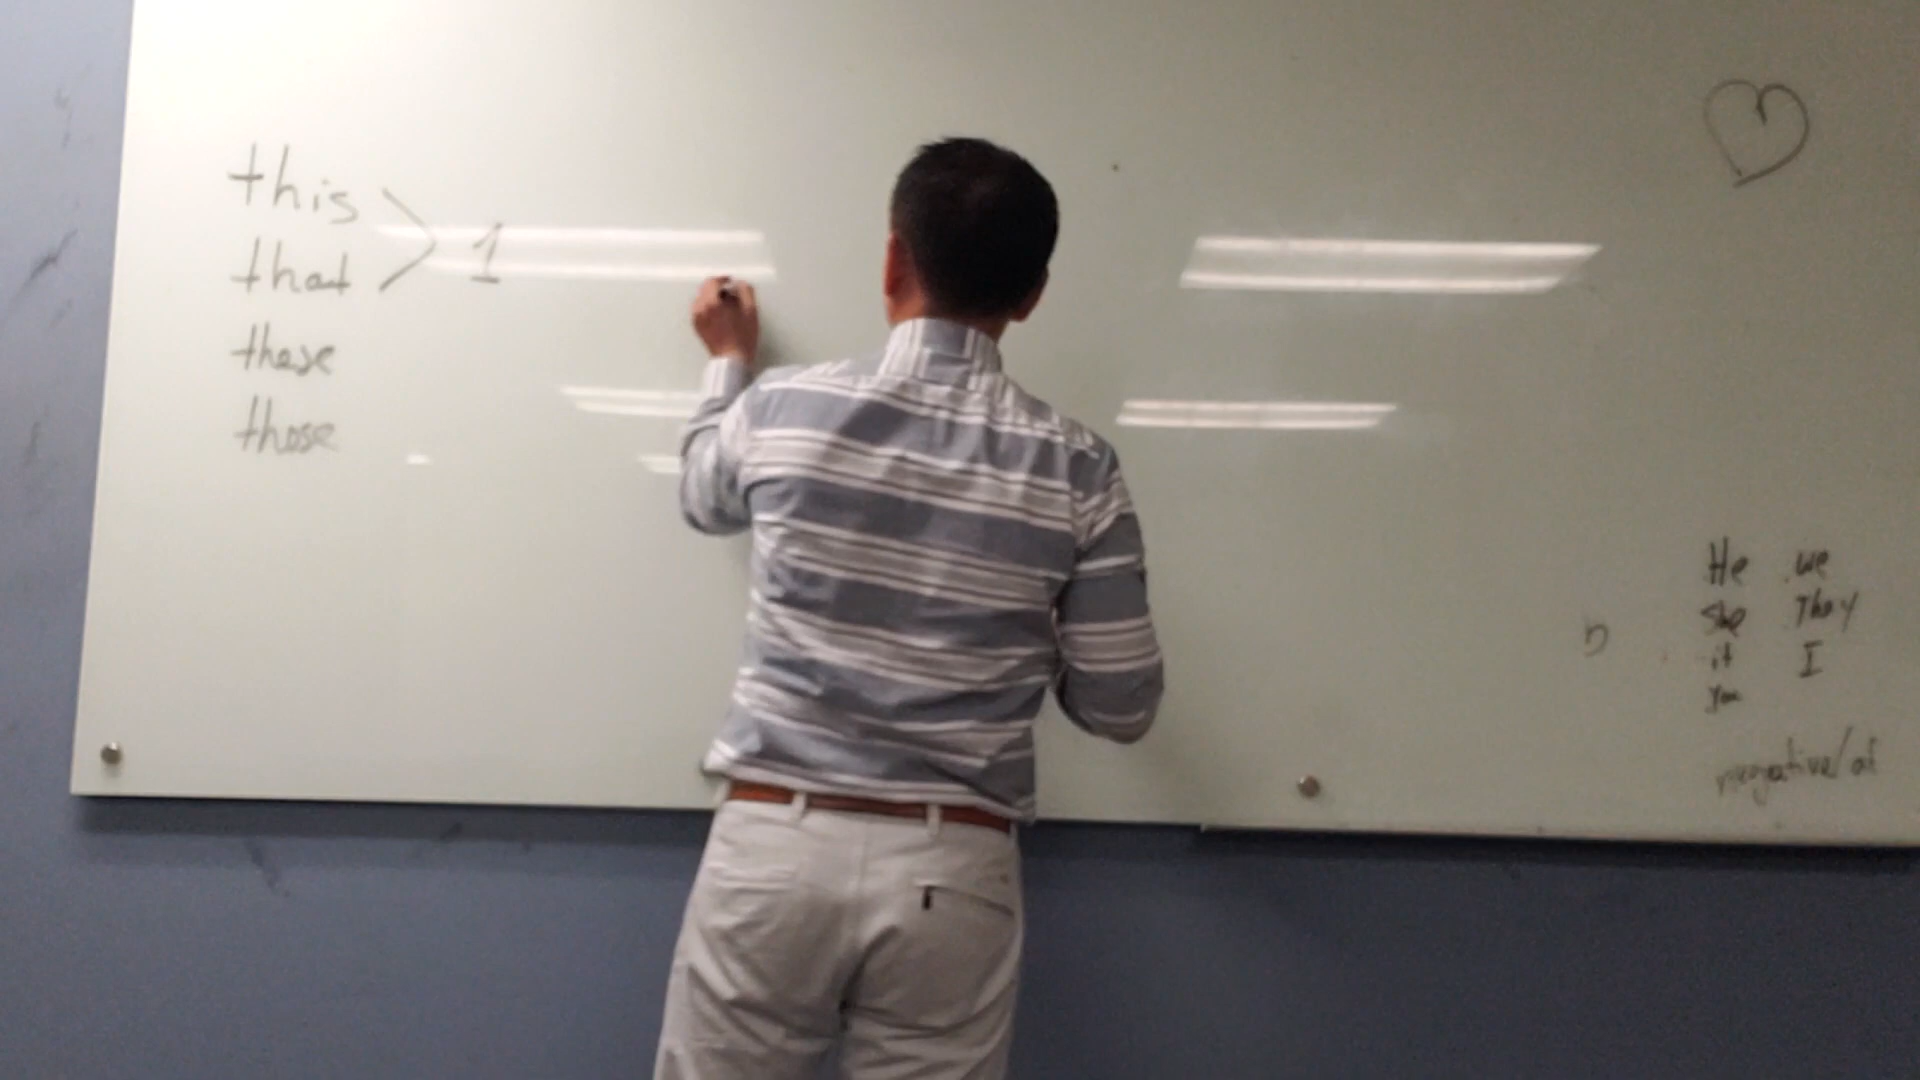 this
that > 1
these
those
He we
she They
it I
you